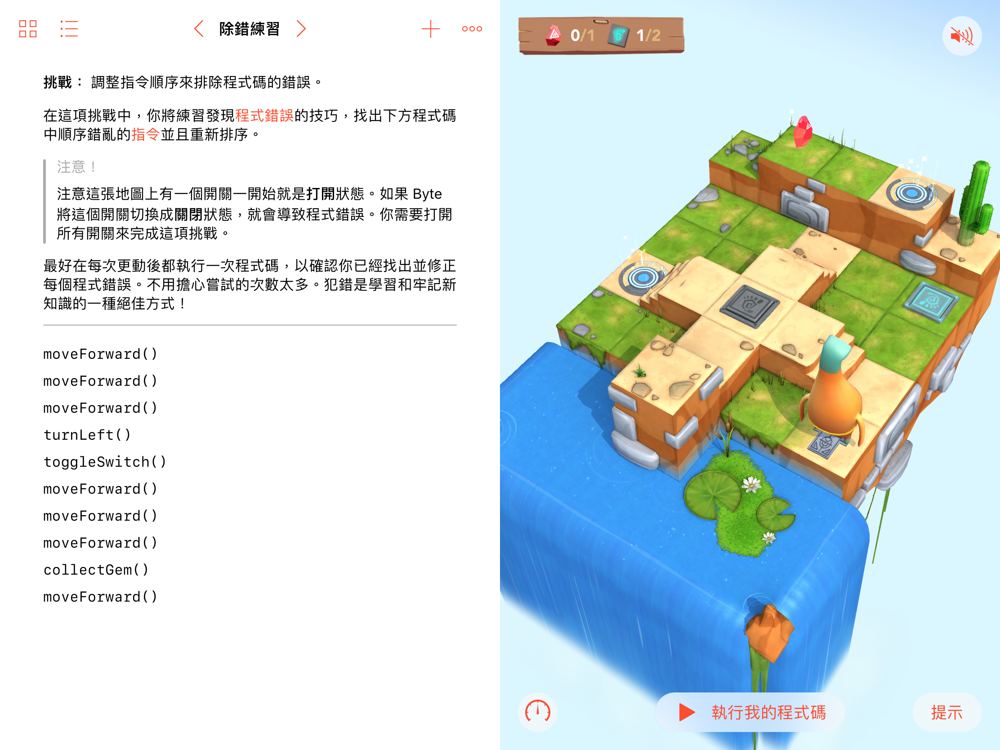 除錯練習
挑戰： 調整指令順序來排除程式碼的錯誤。
在這項挑戰中，你將練習發現程式錯誤的技巧，找出下方程式碼
中順序錯亂的指令並且重新排序。
注意！
注意這張地圖上有一個開關一開始就是打開狀態。如果 Byte
將這個開關切換成關閉狀態，就會導致程式錯誤。你需要打開
所有開關來完成這項挑戰。
最好在每次更動後都執行一次程式碼，以確認你已經找出並修正
每個程式錯誤。不用擔心嘗試的次數太多。犯錯是學習和牢記新
知識的一種絕佳方式！
moveForward()
moveForward()
moveForward()
turnLeft()
toggleSwitch()
moveForward()
moveForward()
moveForward()
collectGem()
moveForward()
0/1 1/2
執行我的程式碼
提示